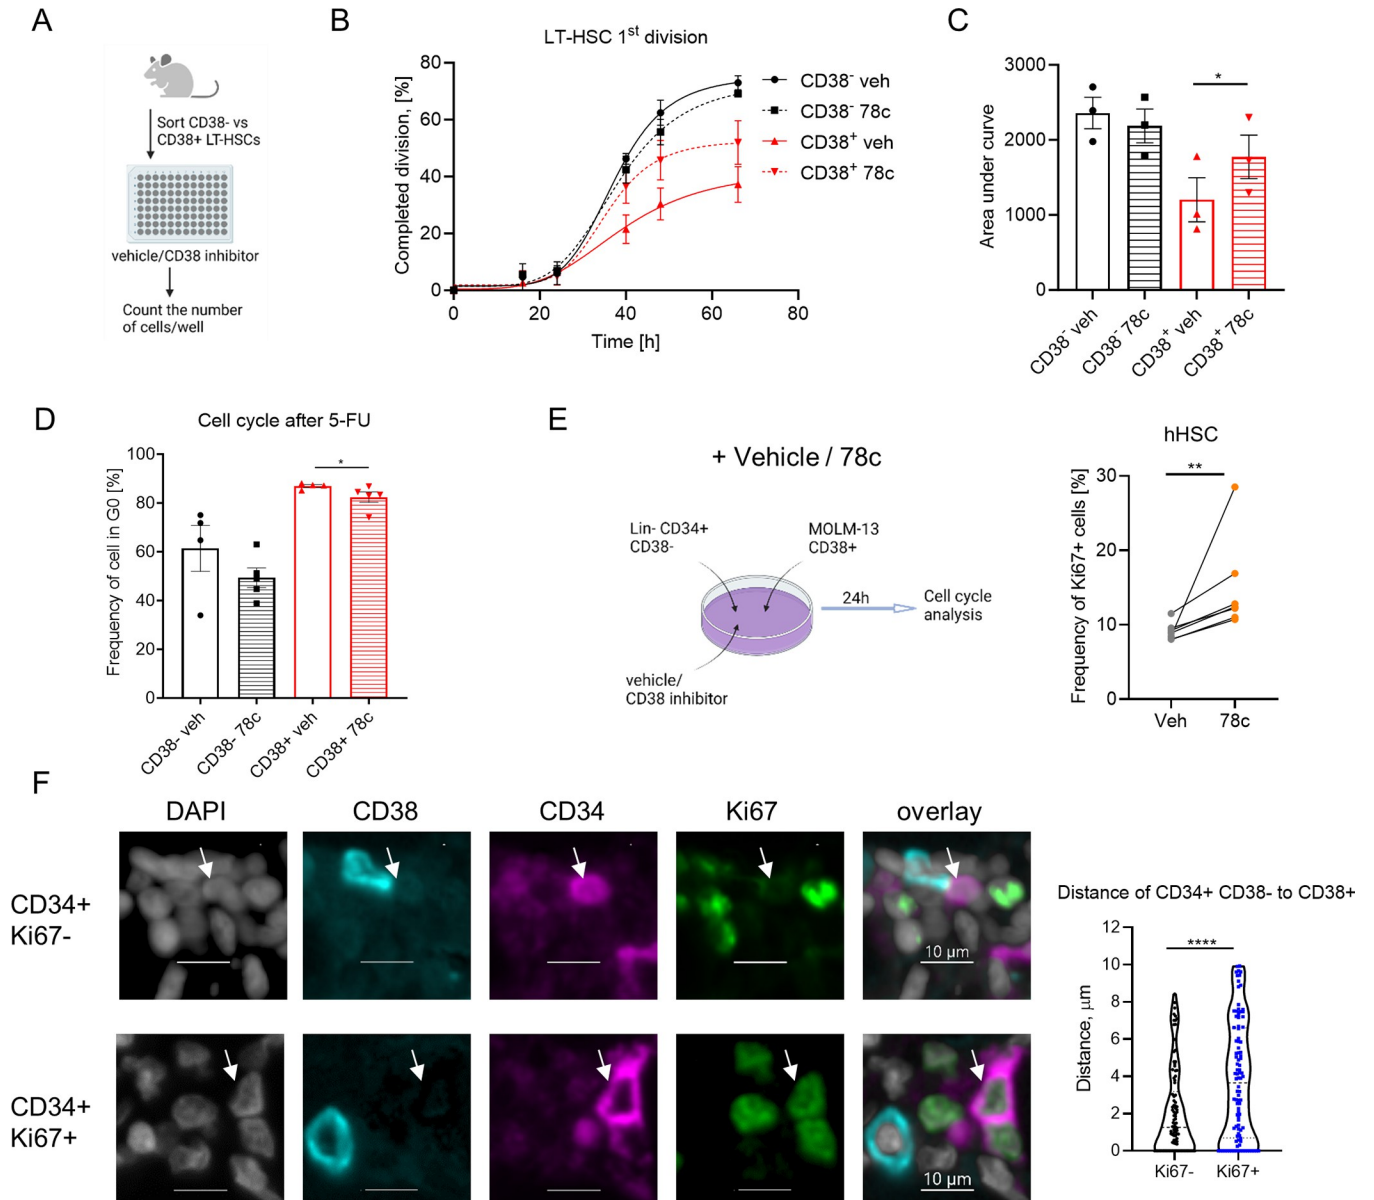 A
Sort CD38- vs
CD38+ LT-HSCs
vehicle/CD38 inhibitor
Count the number
of cells/well
B
LT-HSC 1st division
Completed division, [%]
80
60
40
20
0
0 20 40 60 80
Time [h]
CD38- veh
CD38- 78c
CD38+ veh
CD38+ 78c
C
Area under curve
3000
2000
1000
0
*
CD38- veh
CD38- 78c
CD38+ veh
CD38+ 78c
D
Cell cycle after 5-FU
Frequency of cell in G0 [%]
100
80
60
40
20
0
*
CD38- veh
CD38- 78c
CD38+ veh
CD38+ 78c
E
+ Vehicle / 78c
Lin- CD34+
CD38-
MOLM-13
CD38+
24h
Cell cycle
analysis
vehicle/
CD38 inhibitor
hHSC
Frequency of Ki67+ cells [%]
30
20
10
0
**
Veh 78c
F
DAPI CD38 CD34 Ki67 overlay
CD34+
Ki67-
10 µm
CD34+
Ki67+
10 µm
Distance of CD34+ CD38- to CD38+
Distance, µm
12
10
8
6
4
2
0
****
Ki67- Ki67+